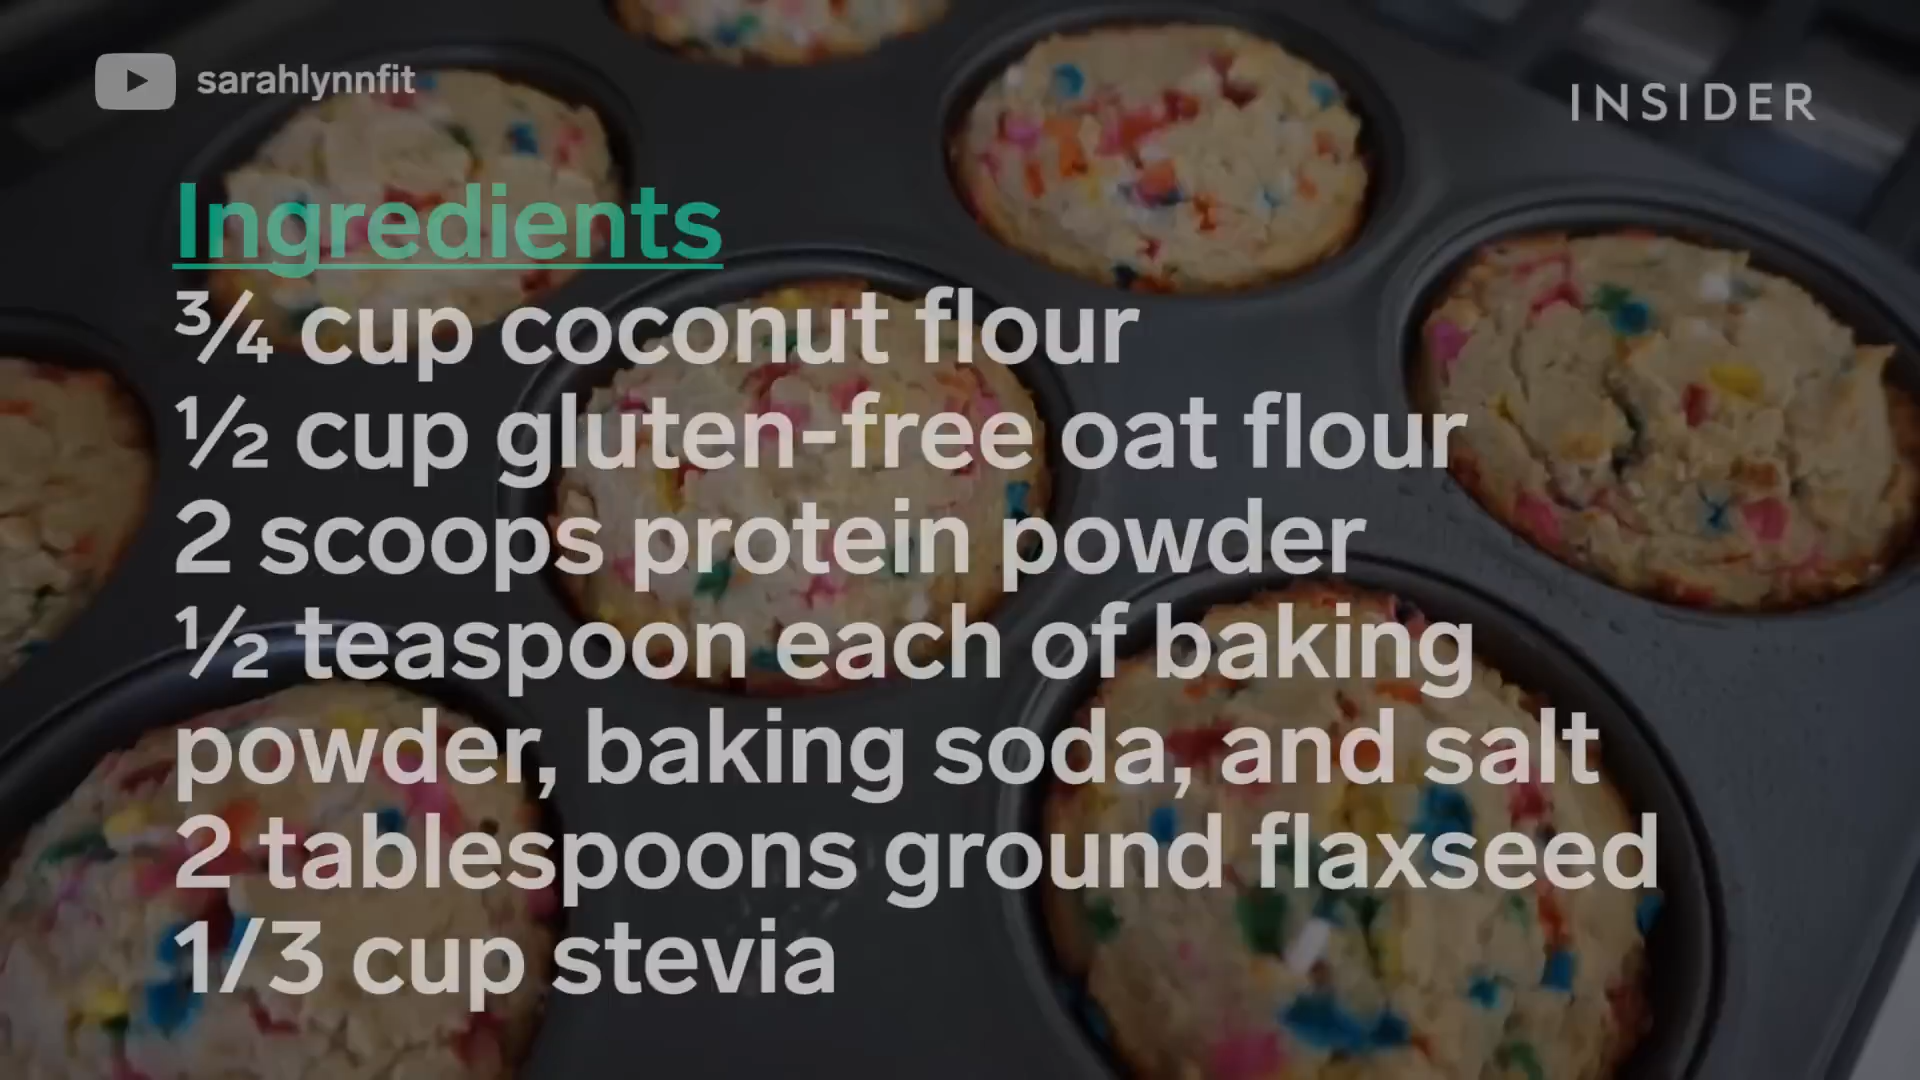 sarahlynnfit
INSIDER
Ingredients
¾ cup coconut flour
½ cup gluten-free oat flour
2 scoops protein powder
½ teaspoon each of baking
powder, baking soda, and salt
2 tablespoons ground flaxseed
1/3 cup stevia